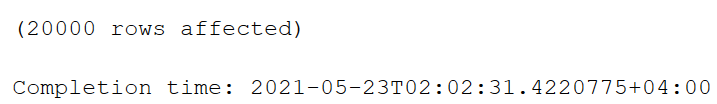 (20000 rows affected)
Completion time: 2021-05-23T02:02:31.4220775+04:00